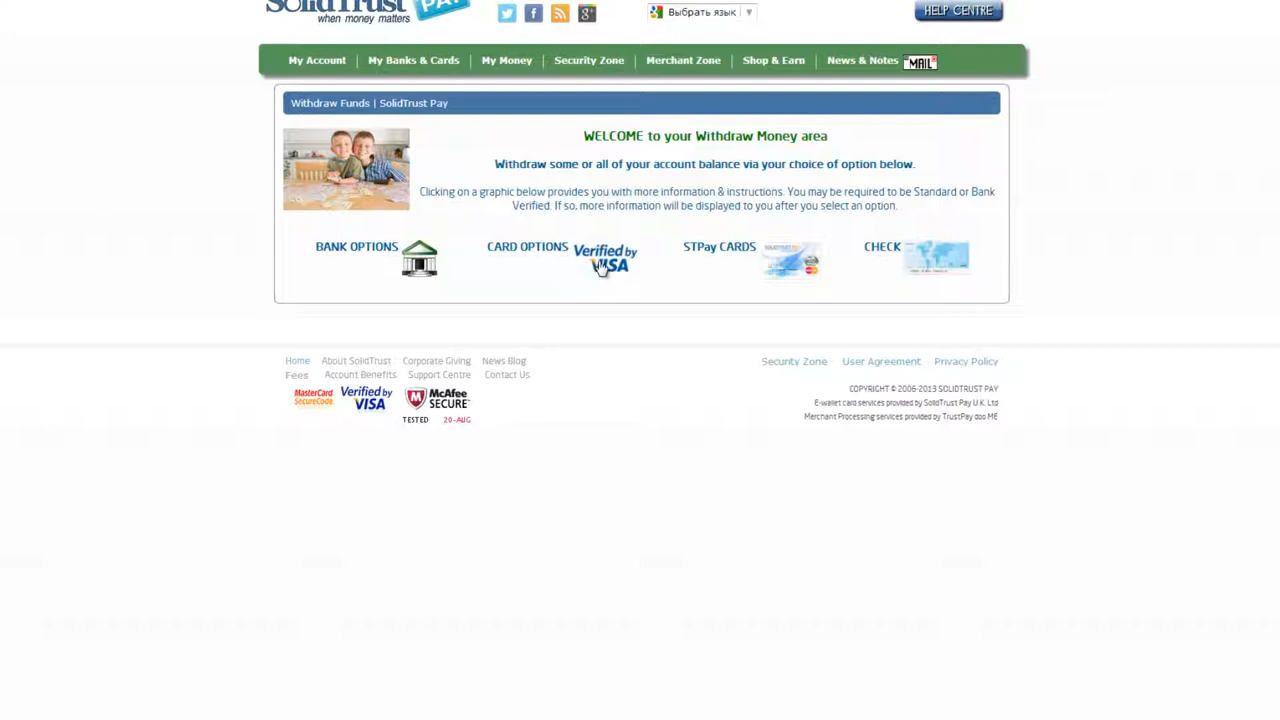 SolidTrust PAY
when money matters
Выбрать язык
HELP CENTRE
My Account My Banks & Cards My Money Security Zone Merchant Zone Shop & Earn News & Notes MAIL
Withdraw Funds | SolidTrust Pay
WELCOME to your Withdraw Money area
Withdraw some or all of your account balance via your choice of option below.
Clicking on a graphic below provides you with more information & instructions. You may be required to be Standard or Bank
Verified. If so, more information will be displayed to you after you select an option.
BANK OPTIONS CARD OPTIONS Verified by VISA STPay CARDS CHECK
Home About SolidTrust Corporate Giving News Blog
Fees Account Benefits Support Centre Contact Us
MasterCard SecureCode. Verified by VISA McAfee SECURE
TESTED 20-AUG
Security Zone User Agreement Privacy Policy
COPYRIGHT © 2006-2013 SOLIDTRUST PAY
E-wallet card services provided by SolidTrust Pay U.K. Ltd
Merchant Processing services provided by TrustPay doo ME